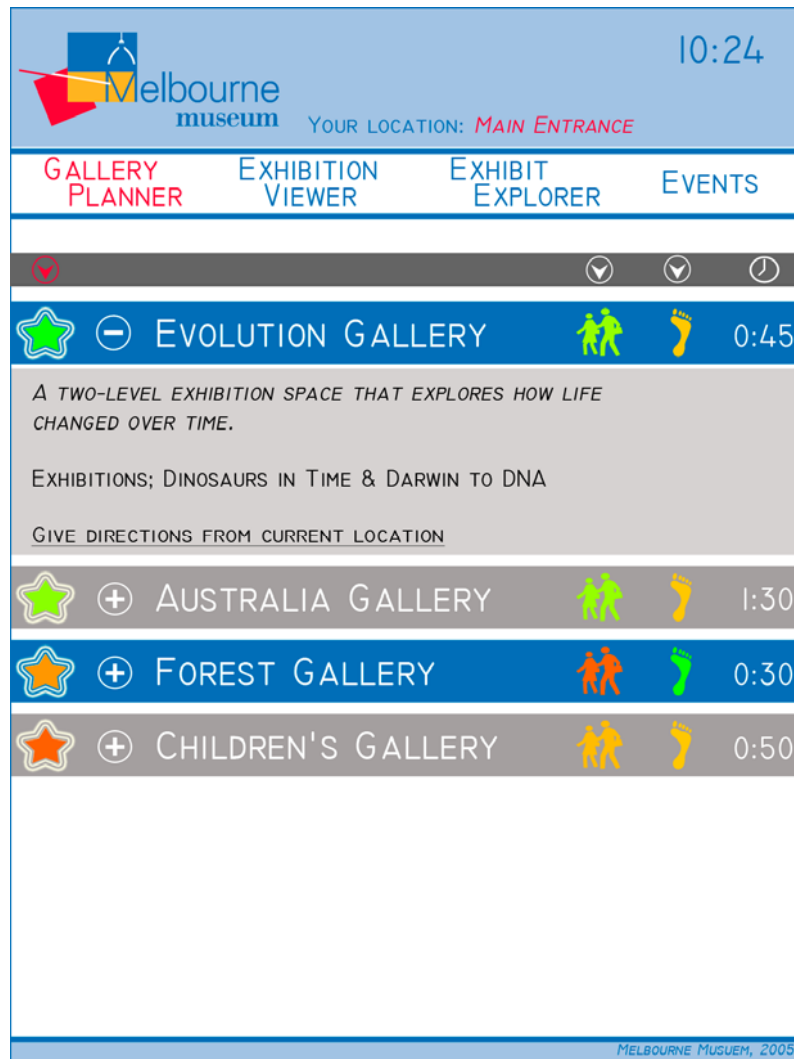 10:24
Melbourne
museum
Your location: Main Entrance
Gallery Planner
Exhibition Viewer
Exhibit Explorer
Events
Evolution Gallery 0:45
A two-level exhibition space that explores how life
changed over time.
Exhibitions; Dinosaurs in Time & Darwin to DNA
Give directions from current location
Australia Gallery 1:30
Forest Gallery 0:30
Children's Gallery 0:50
Melbourne Musuem, 2005